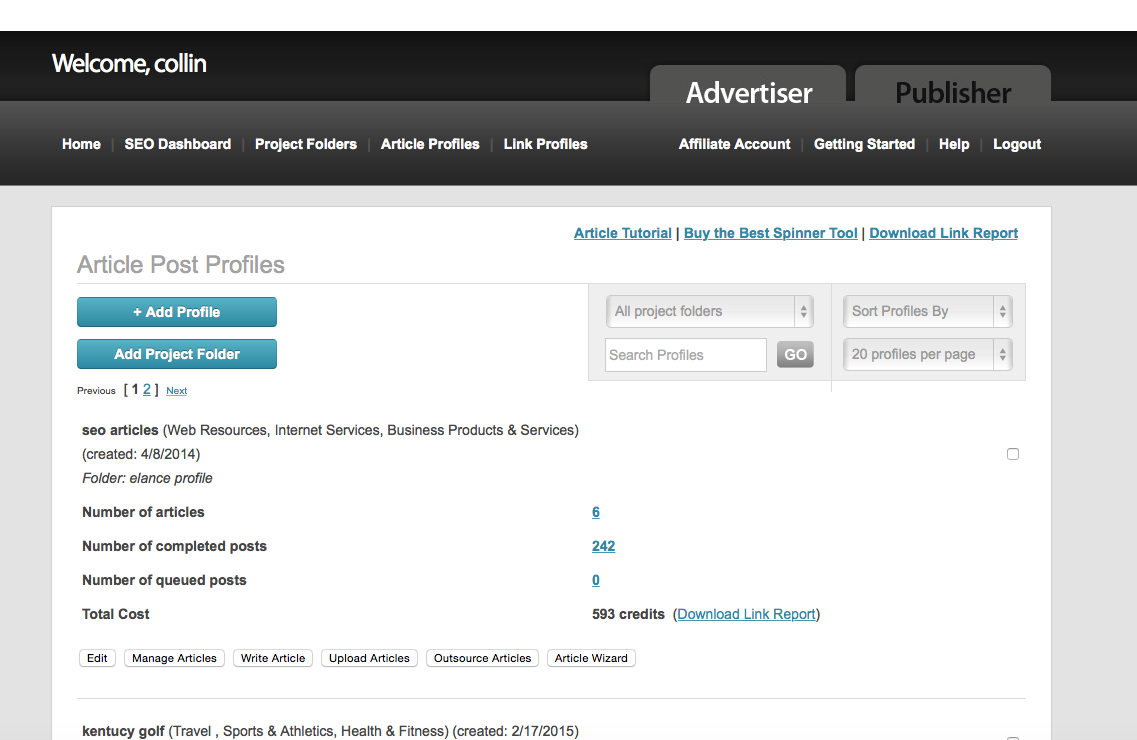 Welcome, collin
Advertiser
Publisher
Home | SEO Dashboard | Project Folders | Article Profiles | Link Profiles
Affiliate Account | Getting Started | Help | Logout
Article Tutorial | Buy the Best Spinner Tool | Download Link Report
Article Post Profiles
+ Add Profile
All project folders
Sort Profiles By
Add Project Folder
Search Profiles
GO
20 profiles per page
Previous [ 1 2 ] Next
seo articles (Web Resources, Internet Services, Business Products & Services)
(created: 4/8/2014)
Folder: elance profile
Number of articles 6
Number of completed posts 242
Number of queued posts 0
Total Cost 593 credits (Download Link Report)
Edit Manage Articles Write Article Upload Articles Outsource Articles Article Wizard
kentucy golf (Travel , Sports & Athletics, Health & Fitness) (created: 2/17/2015)